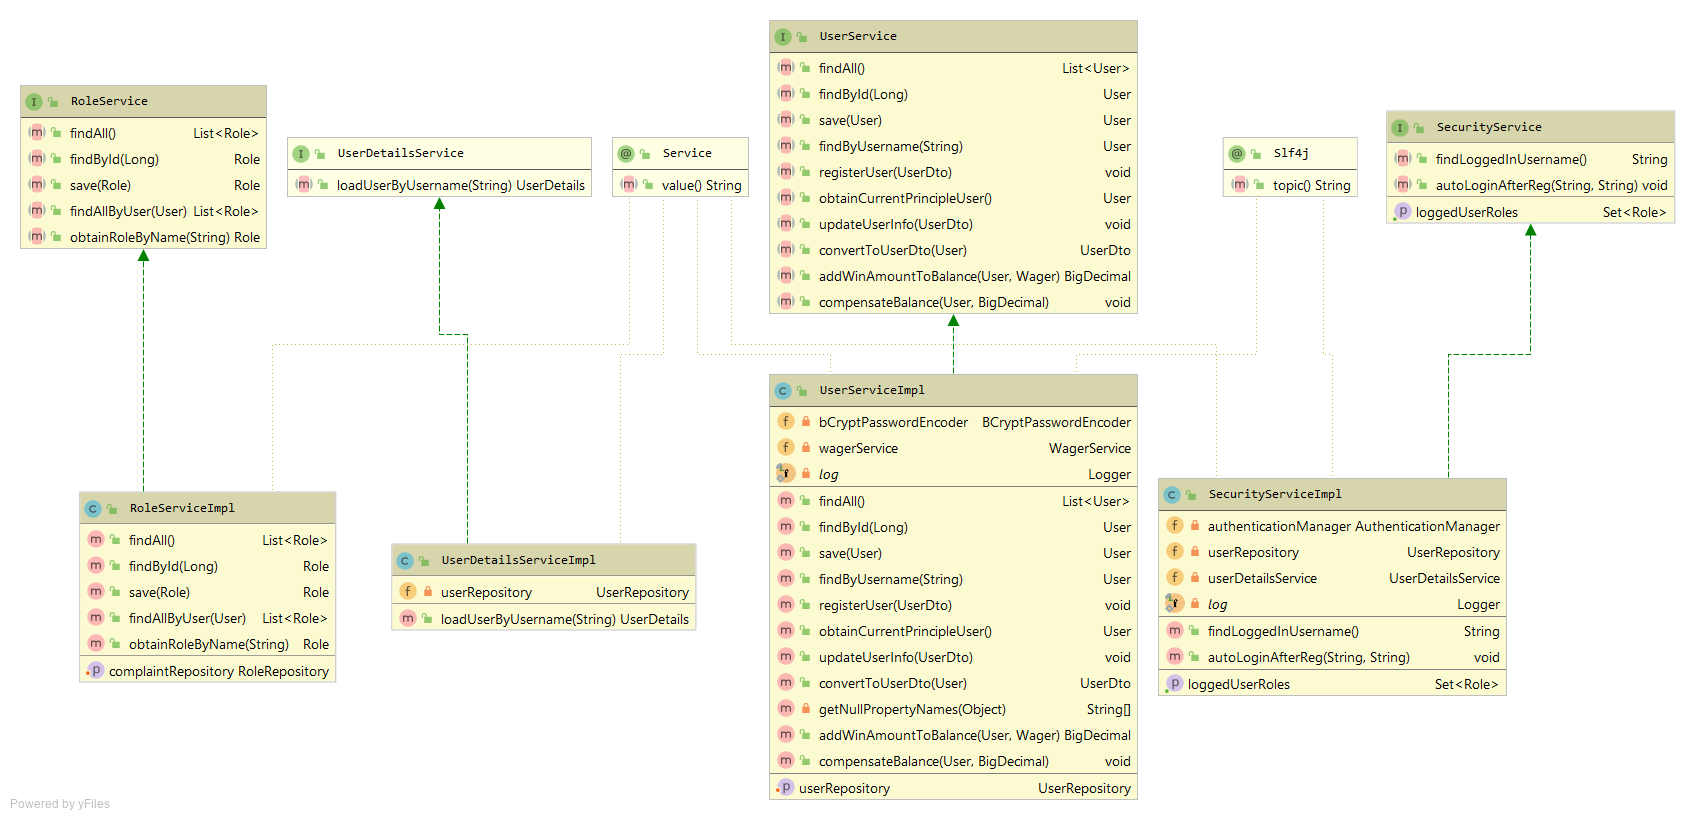 RoleService
findAll() List<Role>
findById(Long) Role
save(Role) Role
findAllByUser(User) List<Role>
obtainRoleByName(String) Role
UserDetailsService
loadUserByUsername(String) UserDetails
Service
value() String
UserService
findAll() List<User>
findById(Long) User
save(User) User
findByUsername(String) User
registerUser(UserDto) void
obtainCurrentPrincipleUser() User
updateUserInfo(UserDto) void
convertToUserDto(User) UserDto
addWinAmountToBalance(User, Wager) BigDecimal
compensateBalance(User, BigDecimal) void
Slf4j
topic() String
SecurityService
findLoggedInUsername() String
autoLoginAfterReg(String, String) void
loggedUserRoles Set<Role>
RoleServiceImpl
findAll() List<Role>
findById(Long) Role
save(Role) Role
findAllByUser(User) List<Role>
obtainRoleByName(String) Role
complaintRepository RoleRepository
UserDetailsServiceImpl
userRepository UserRepository
loadUserByUsername(String) UserDetails
UserServiceImpl
bCryptPasswordEncoder BCryptPasswordEncoder
wagerService WagerService
log Logger
findAll() List<User>
findById(Long) User
save(User) User
findByUsername(String) User
registerUser(UserDto) void
obtainCurrentPrincipleUser() User
updateUserInfo(UserDto) void
convertToUserDto(User) UserDto
getNullPropertyNames(Object) String[]
addWinAmountToBalance(User, Wager) BigDecimal
compensateBalance(User, BigDecimal) void
userRepository UserRepository
SecurityServiceImpl
authenticationManager AuthenticationManager
userRepository UserRepository
userDetailsService UserDetailsService
log Logger
findLoggedInUsername() String
autoLoginAfterReg(String, String) void
loggedUserRoles Set<Role>
Powered by yFiles